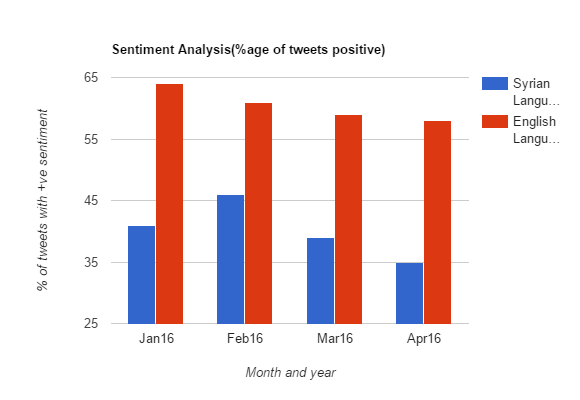 Sentiment Analysis(%age of tweets positive)
65
55
45
35
25
% of tweets with +ve sentiment
Jan16 Feb16 Mar16 Apr16
Month and year
Syrian
Langu…
English
Langu…